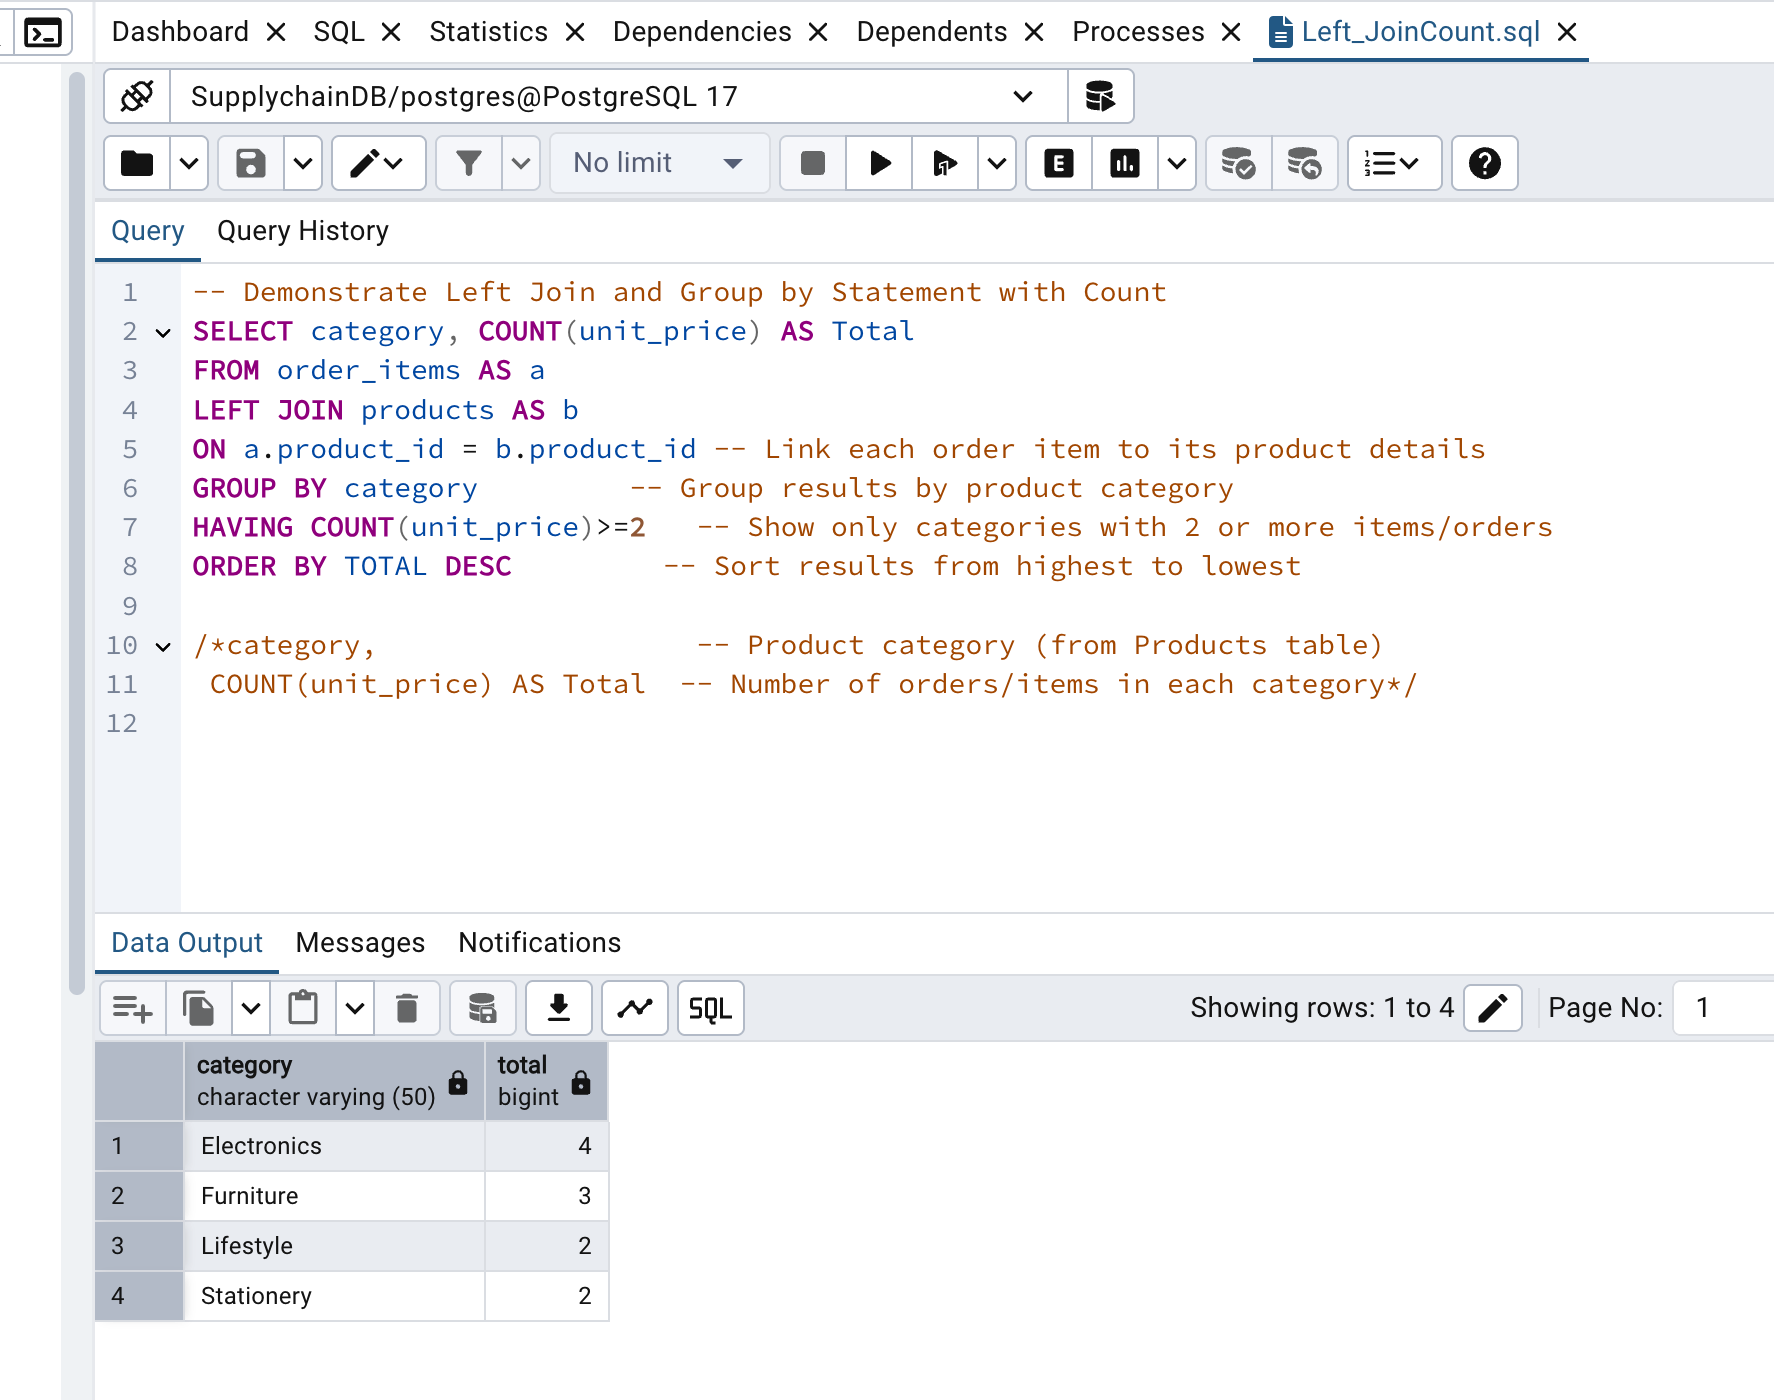 Dashboard SQL Statistics Dependencies Dependents Processes Left_JoinCount.sql
SupplychainDB/postgres@PostgreSQL 17
No limit E
Query Query History
1 -- Demonstrate Left Join and Group by Statement with Count
2 SELECT category, COUNT(unit_price) AS Total
3 FROM order_items AS a
4 LEFT JOIN products AS b
5 ON a.product_id = b.product_id -- Link each order item to its product details
6 GROUP BY category -- Group results by product category
7 HAVING COUNT(unit_price)>=2 -- Show only categories with 2 or more items/orders
8 ORDER BY TOTAL DESC -- Sort results from highest to lowest
9
10 /*category, -- Product category (from Products table)
11 COUNT(unit_price) AS Total -- Number of orders/items in each category*/
12
Data Output Messages Notifications
SQL Showing rows: 1 to 4 Page No: 1
category total
character varying (50) bigint
1 Electronics 4
2 Furniture 3
3 Lifestyle 2
4 Stationery 2